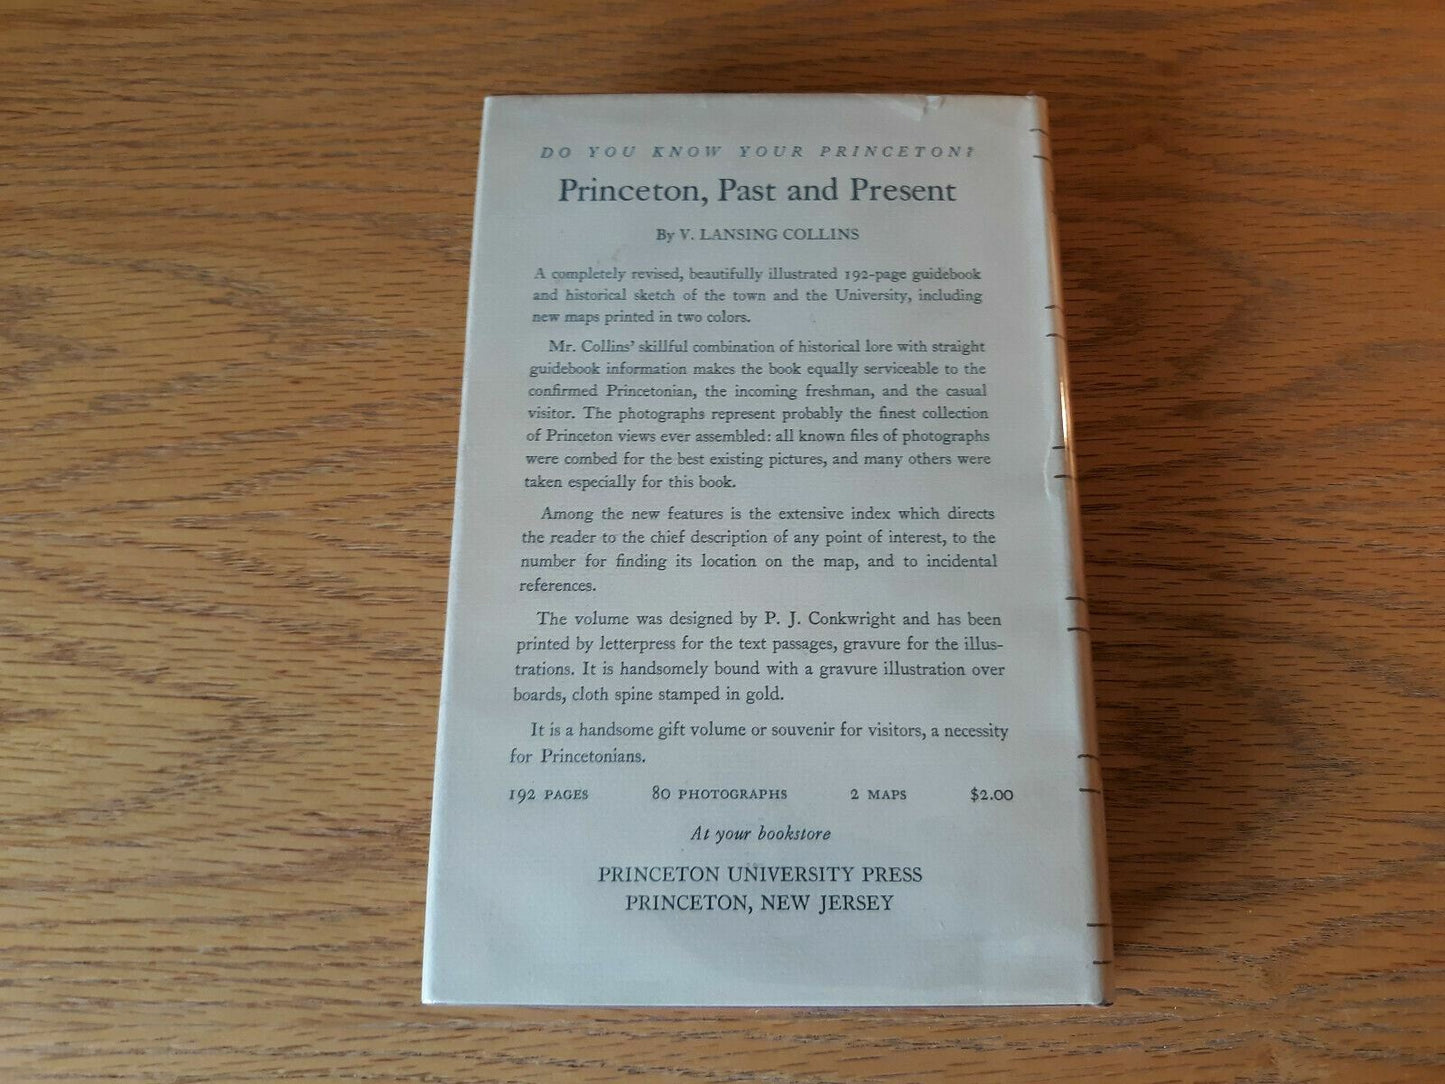 DO YOU KNOW YOUR PRINCETON?
Princeton, Past and Present
By V. LANSING COLLINS
A completely revised, beautifully illustrated 192-page guidebook
and historical sketch of the town and the University, including
new maps printed in two colors.
Mr. Collins' skillful combination of historical lore with straight
guidebook information makes the book equally serviceable to the
confirmed Princetonian, the incoming freshman, and the casual
visitor. The photographs represent probably the finest collection
of Princeton views ever assembled: all known files of photographs
were combed for the best existing pictures, and many others were
taken especially for this book.
Among the new features is the extensive index which directs
the reader to the chief description of any point of interest, to the
number for finding its location on the map, and to incidental
references.
The volume was designed by P. J. Conkwright and has been
printed by letterpress for the text passages, gravure for the illus-
trations. It is handsomely bound with a gravure illustration over
boards, cloth spine stamped in gold.
It is a handsome gift volume or souvenir for visitors, a necessity
for Princetonians.
192 PAGES 80 PHOTOGRAPHS 2 MAPS $2.00
At your bookstore
PRINCETON UNIVERSITY PRESS
PRINCETON, NEW JERSEY